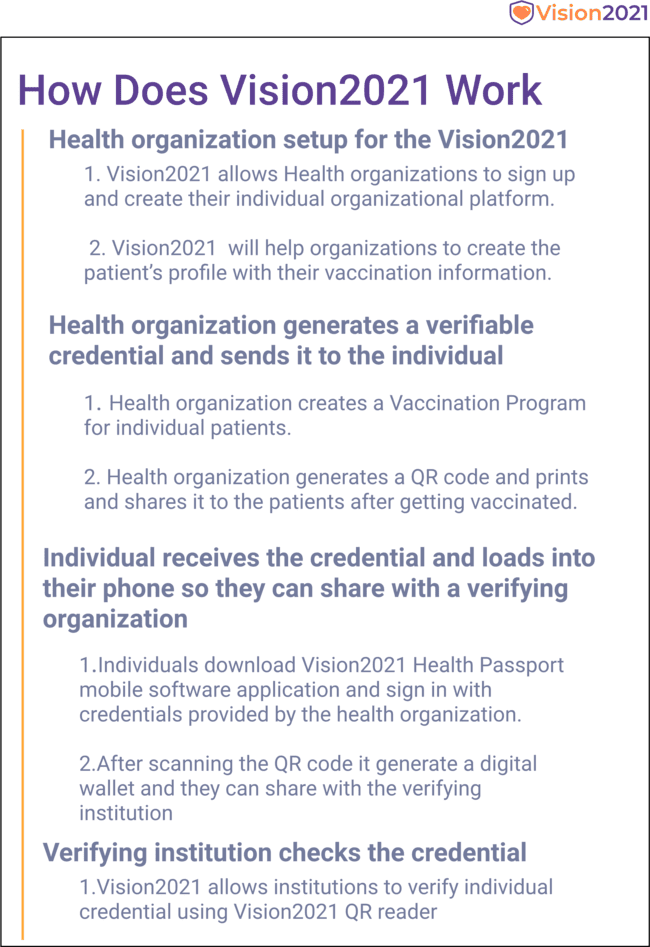 Vision2021
How Does Vision2021 Work
Health organization setup for the Vision2021
1. Vision2021 allows Health organizations to sign up
and create their individual organizational platform.
2. Vision2021 will help organizations to create the
patient's profile with their vaccination information.
Health organization generates a verifiable
credential and sends it to the individual
1. Health organization creates a Vaccination Program
for individual patients.
2. Health organization generates a QR code and prints
and shares it to the patients after getting vaccinated.
Individual receives the credential and loads into
their phone so they can share with a verifying
organization
1.Individuals download Vision2021 Health Passport
mobile software application and sign in with
credentials provided by the health organization.
2.After scanning the QR code it generate a digital
wallet and they can share with the verifying
institution
Verifying institution checks the credential
1.Vision2021 allows institutions to verify individual
credential using Vision2021 QR reader